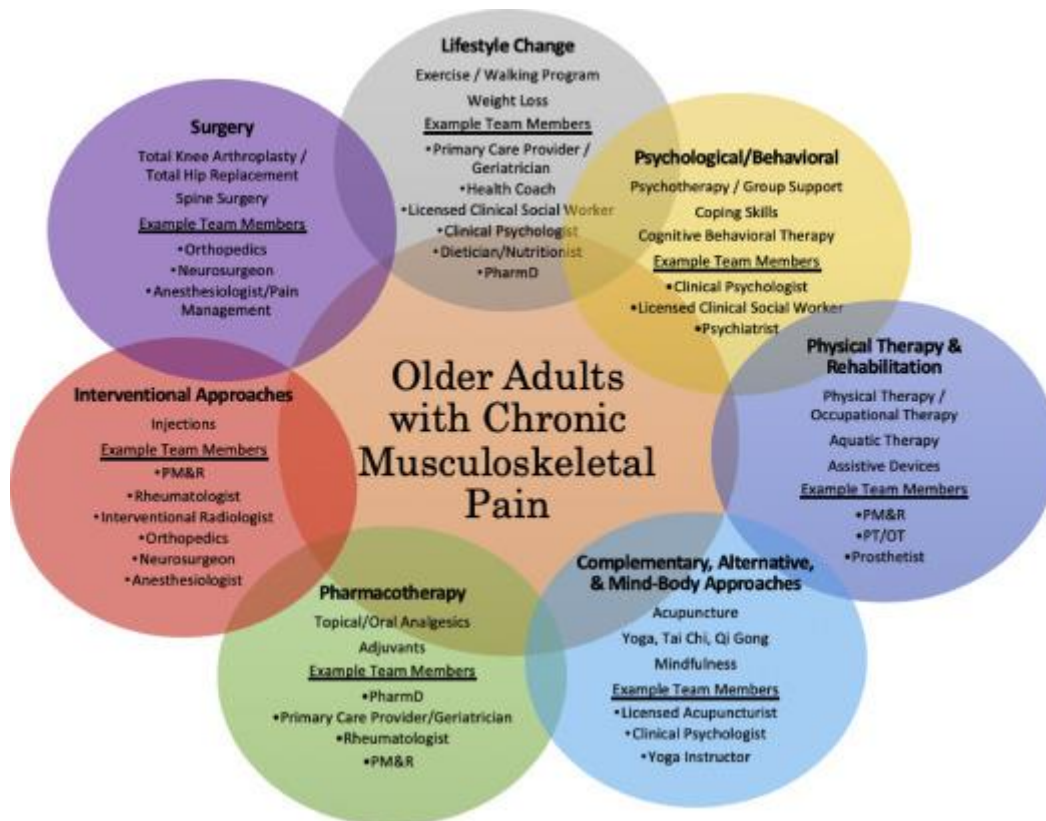 Lifestyle Change
Exercise / Walking Program
Weight Loss
Example Team Members
•Primary Care Provider /
Geriatrician
•Health Coach
•Licensed Clinical Social Worker
•Clinical Psychologist
•Dietician/Nutritionist
•PharmD
Psychological/Behavioral
Psychotherapy / Group Support
Coping Skills
Cognitive Behavioral Therapy
Example Team Members
•Clinical Psychologist
•Licensed Clinical Social Worker
•Psychiatrist
Physical Therapy &
Rehabilitation
Physical Therapy /
Occupational Therapy
Aquatic Therapy
Assistive Devices
Example Team Members
•PM&R
•PT/OT
•Prosthetist
Complementary, Alternative,
& Mind-Body Approaches
Acupuncture
Yoga, Tai Chi, Qi Gong
Mindfulness
Example Team Members
•Licensed Acupuncturist
•Clinical Psychologist
•Yoga Instructor
Pharmacotherapy
Topical/Oral Analgesics
Adjuvants
Example Team Members
•PharmD
•Primary Care Provider/Geriatrician
•Rheumatologist
•PM&R
Interventional Approaches
Injections
Example Team Members
•PM&R
•Rheumatologist
•Interventional Radiologist
•Orthopedics
•Neurosurgeon
•Anesthesiologist
Surgery
Total Knee Arthroplasty /
Total Hip Replacement
Spine Surgery
Example Team Members
•Orthopedics
•Neurosurgeon
•Anesthesiologist/Pain
Management
Older Adults
with Chronic
Musculoskeletal
Pain